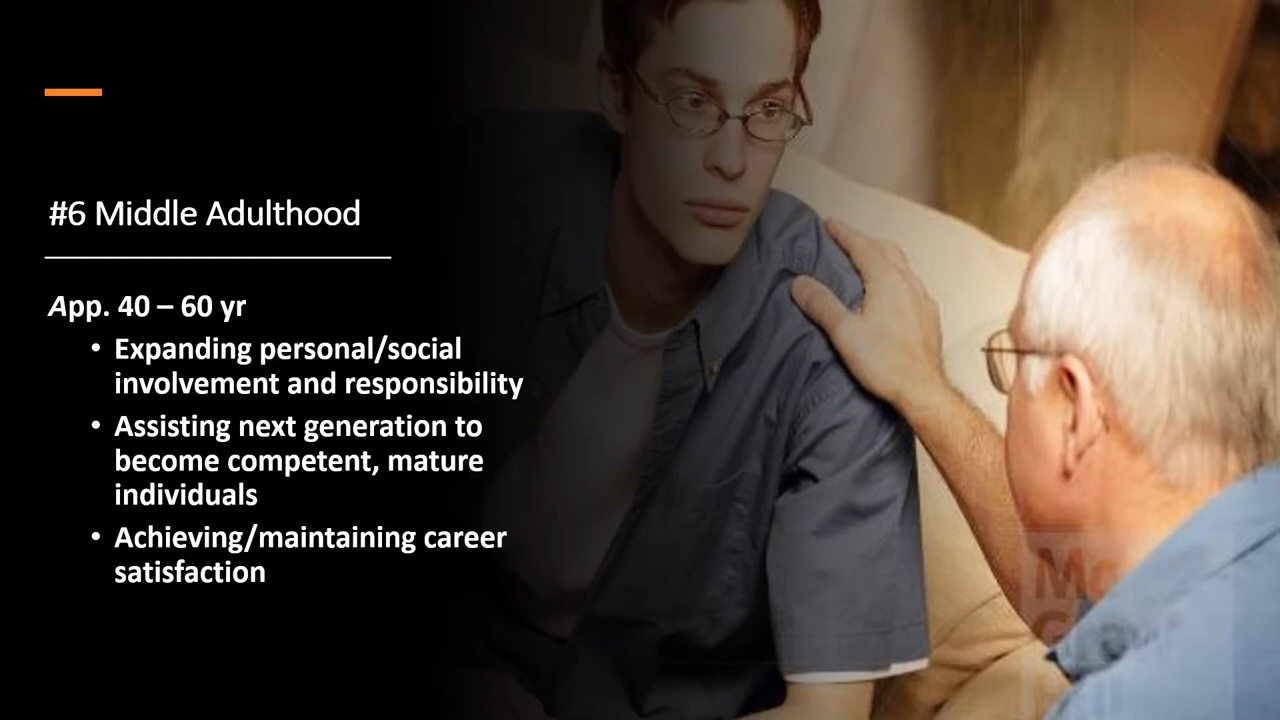 #6 Middle Adulthood
App. 40 – 60 yr
• Expanding personal/social
involvement and responsibility
• Assisting next generation to
become competent, mature
individuals
• Achieving/maintaining career
satisfaction